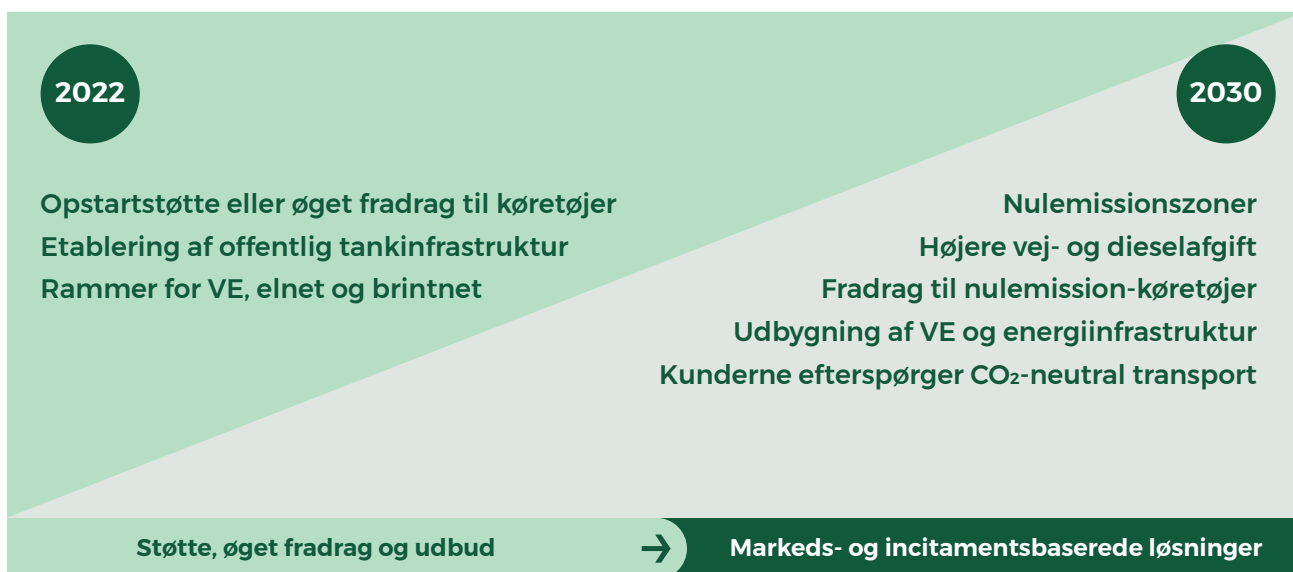 2022
2030
Opstartstøtte eller øget fradrag til køretøjer
Etablering af offentlig tankinfrastruktur
Rammer for VE, elnet og brintnet
Nulemissionszoner
Højere vej- og dieselafgift
Fradrag til nulemission-køretøjer
Udbygning af VE og energiinfrastruktur
Kunderne efterspørger CO₂-neutral transport
Støtte, øget fradrag og udbud
→
Markeds- og incitamentsbaserede løsninger